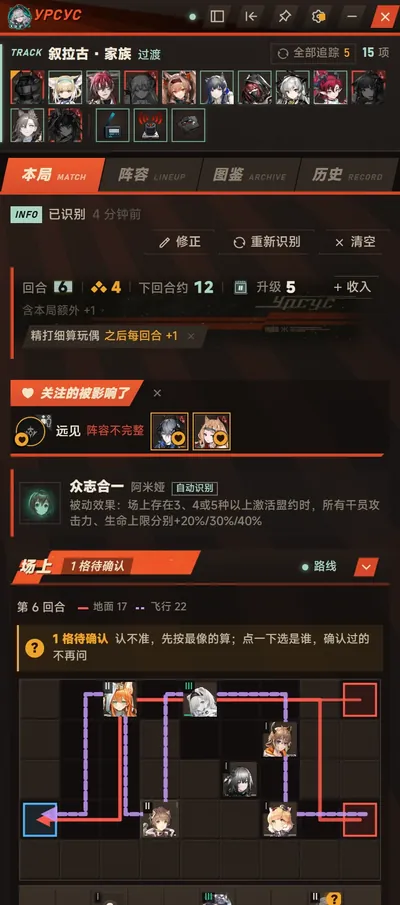 УРСУС
TRACK 叙拉古·家族 过渡
全部追踪 5 15 项
本局 MATCH
阵容 LINEUP
图鉴 ARCHIVE
历史 RECORD
INFO 已识别 4 分钟前
修正
重新识别
× 清空
回合 6 4 下回合约 12 升级 5 + 收入
含本局额外 +1
УРСУС
精打细算玩偶 之后每回合 +1 ×
关注的被影响了 ×
远见 阵容不完整
众志合一 阿米娅 自动识别
被动效果：场上存在3、4或5种以上激活盟约时，所有干员攻
击力、生命上限分别+20%/30%/40%
场上 1 格待确认
路线
第 6 回合 地面 17 飞行 22
? 1 格待确认 认不准，先按最像的算；点一下选是谁，确认过的
不再问
II
III
I
I
II
I
I
III
II
?